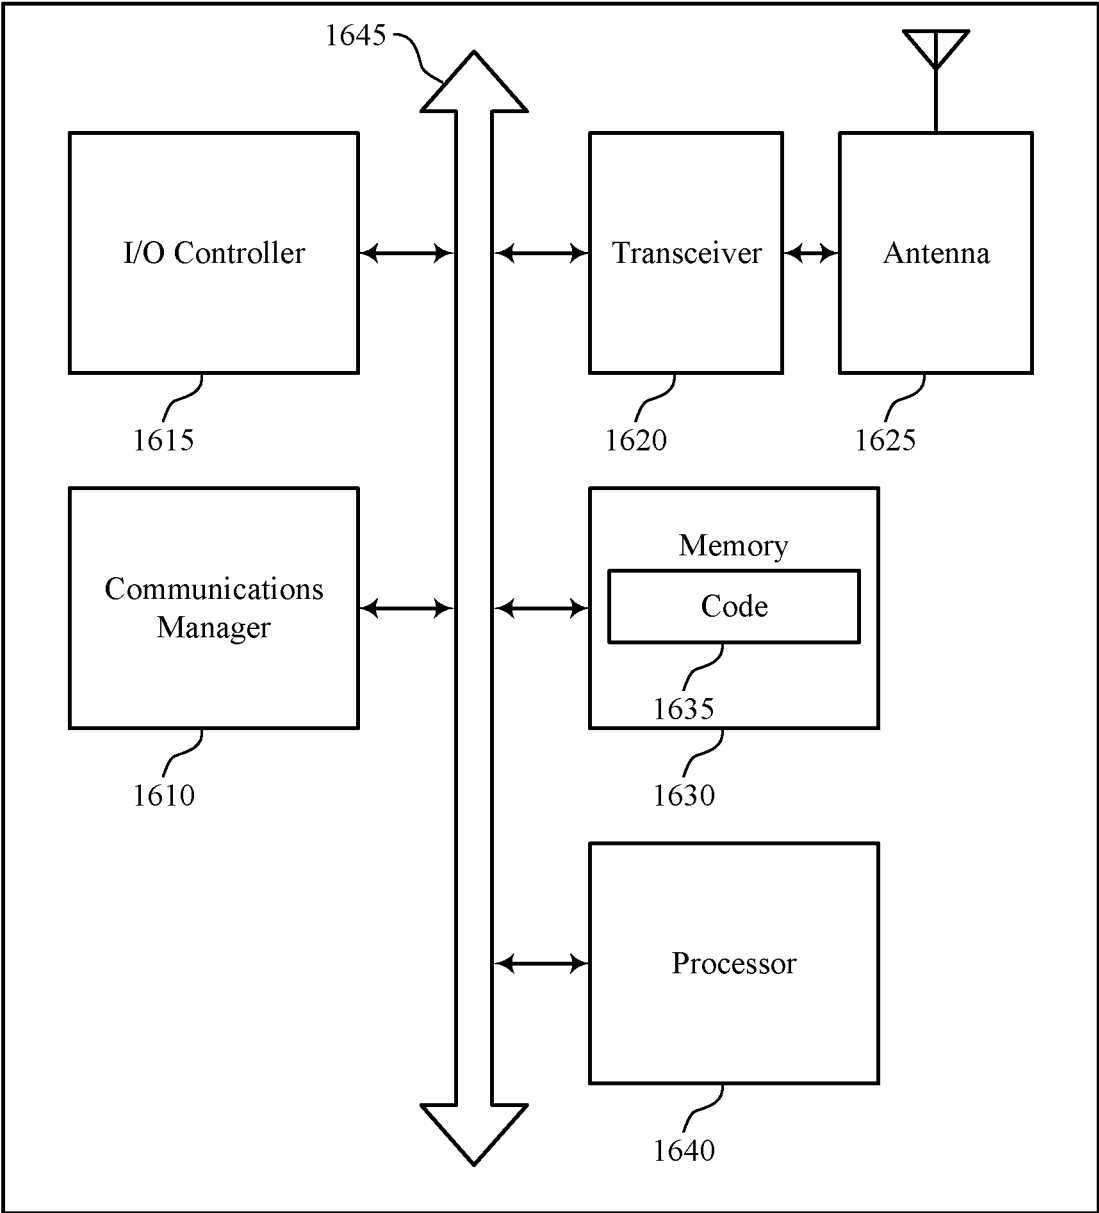 1645
I/O Controller
Transceiver
Antenna
1615
1620
1625
Communications
Manager
Memory
Code
1635
1610
1630
Processor
1640